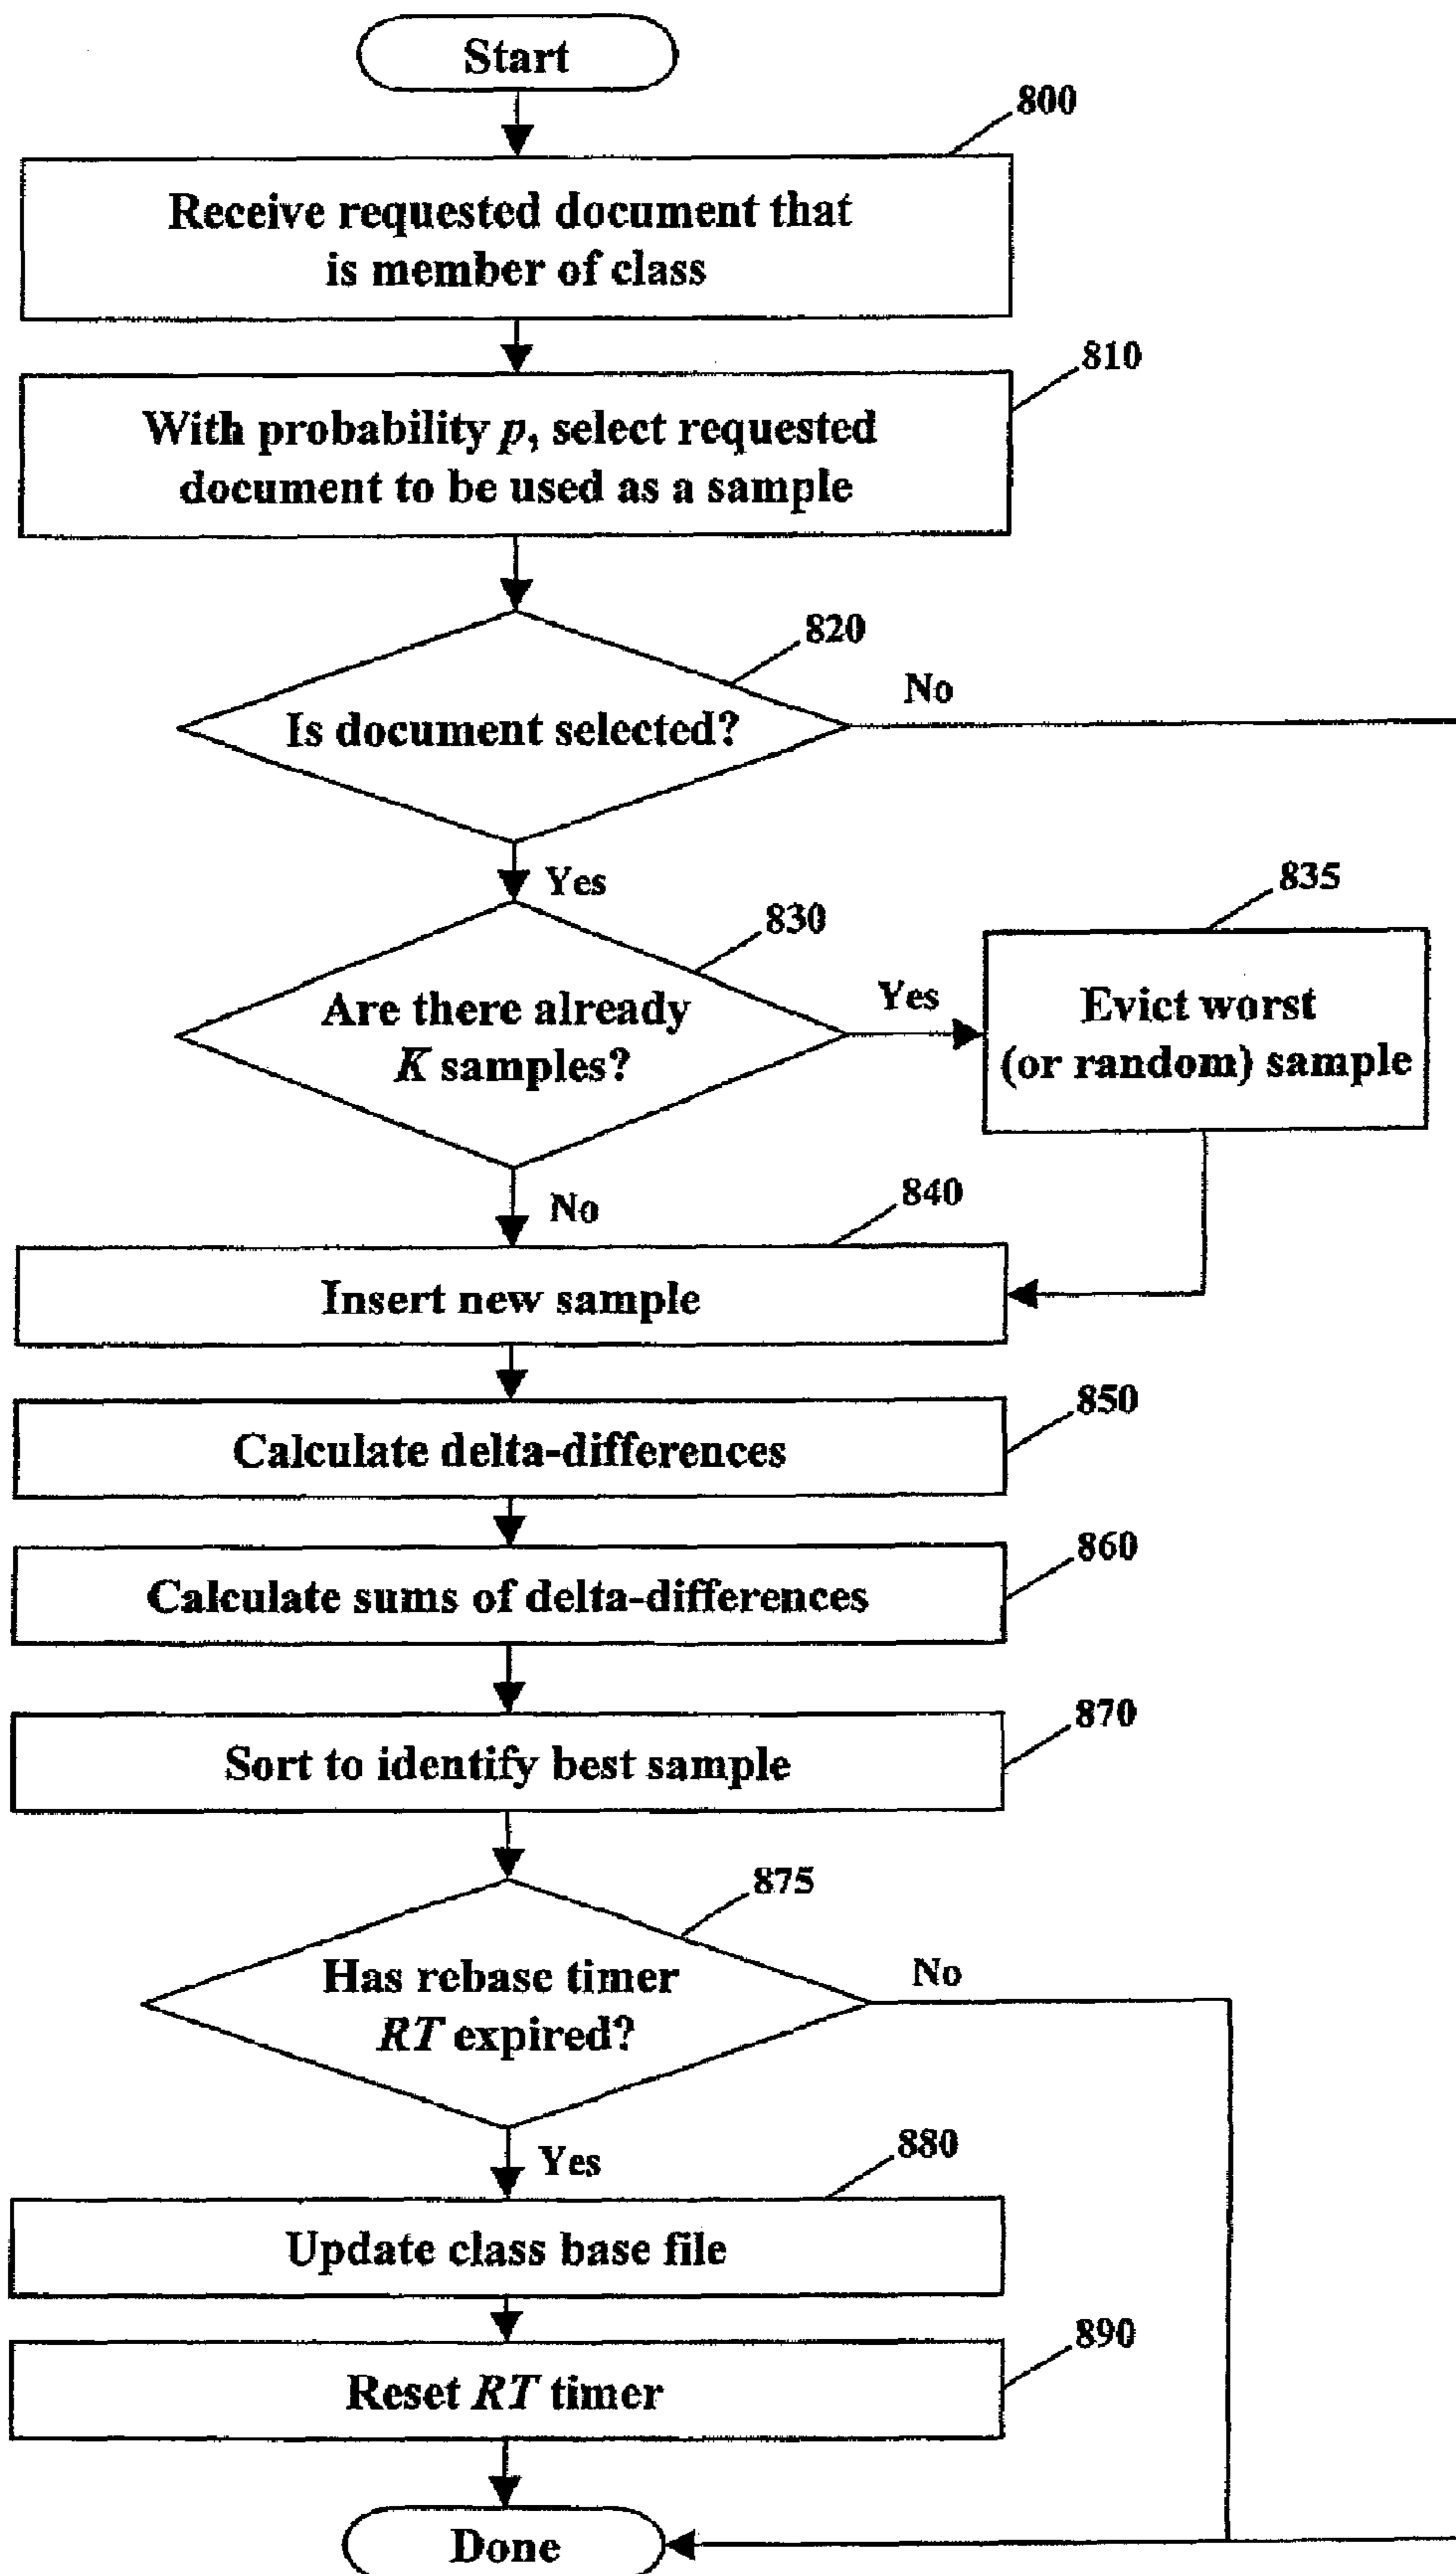 Start
800
Receive requested document that
is member of class
810
With probability p, select requested
document to be used as a sample
820
Is document selected?
No
Yes
830
Are there already
K samples?
Yes
835
Evict worst
(or random) sample
No
840
Insert new sample
850
Calculate delta-differences
860
Calculate sums of delta-differences
870
Sort to identify best sample
875
Has rebase timer
RT expired?
No
Yes
880
Update class base file
890
Reset RT timer
Done